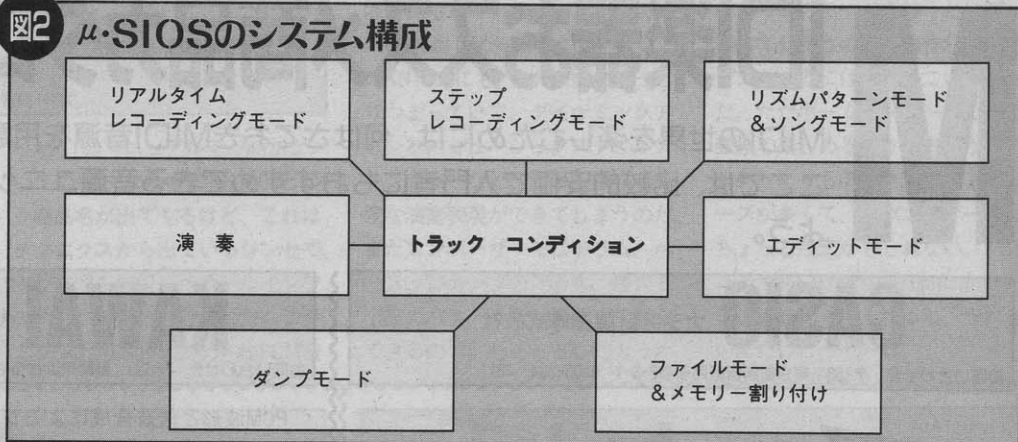 図2 μ・SIOSのシステム構成
リアルタイム
レコーディングモード
ステップ
レコーディングモード
リズムパターンモード
&ソングモード
演 奏
トラック コンディション
エディットモード
ダンプモード
ファイルモード
&メモリー割り付け